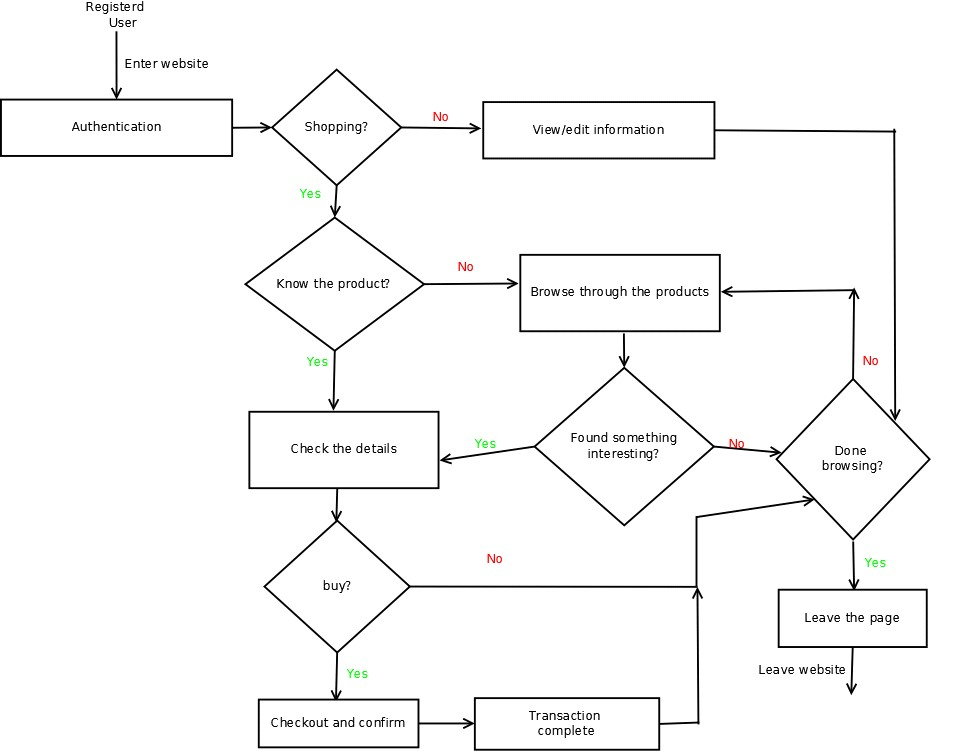 Registerd
User
Enter website
Authentication
Shopping?
No
View/edit information
Yes
Know the product?
No
Browse through the products
Yes
No
Check the details
Yes
Found something
interesting?
No
Done
browsing?
buy?
No
Yes
Leave the page
Yes
Leave website
Checkout and confirm
Transaction
complete